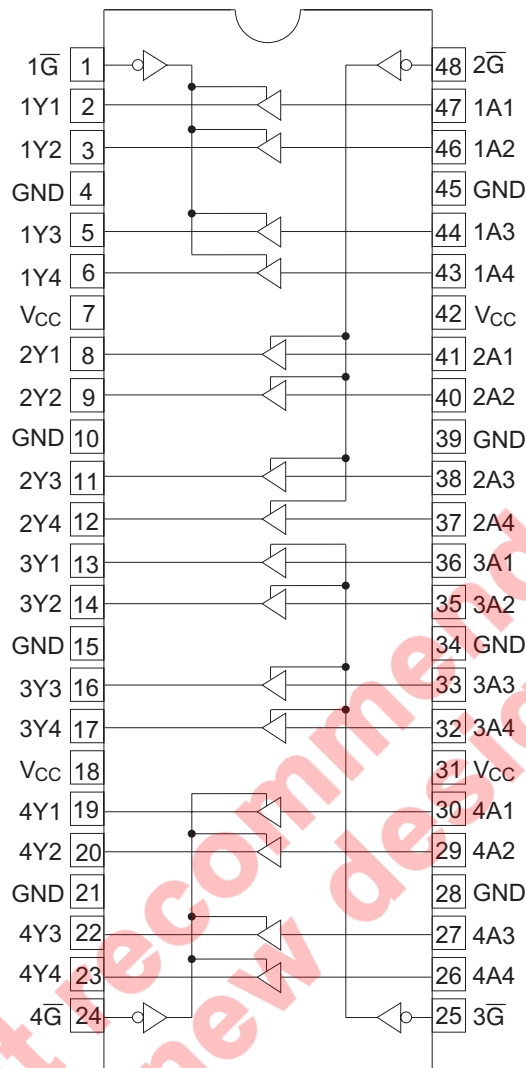 1G̅ 1 48 2G̅
1Y1 2 47 1A1
1Y2 3 46 1A2
GND 4 45 GND
1Y3 5 44 1A3
1Y4 6 43 1A4
VCC 7 42 VCC
2Y1 8 41 2A1
2Y2 9 40 2A2
GND 10 39 GND
2Y3 11 38 2A3
2Y4 12 37 2A4
3Y1 13 36 3A1
3Y2 14 35 3A2
GND 15 34 GND
3Y3 16 33 3A3
3Y4 17 32 3A4
VCC 18 31 VCC
4Y1 19 30 4A1
4Y2 20 29 4A2
GND 21 28 GND
4Y3 22 27 4A3
4Y4 23 26 4A4
4G̅ 24 25 3G̅
recommend
new desig